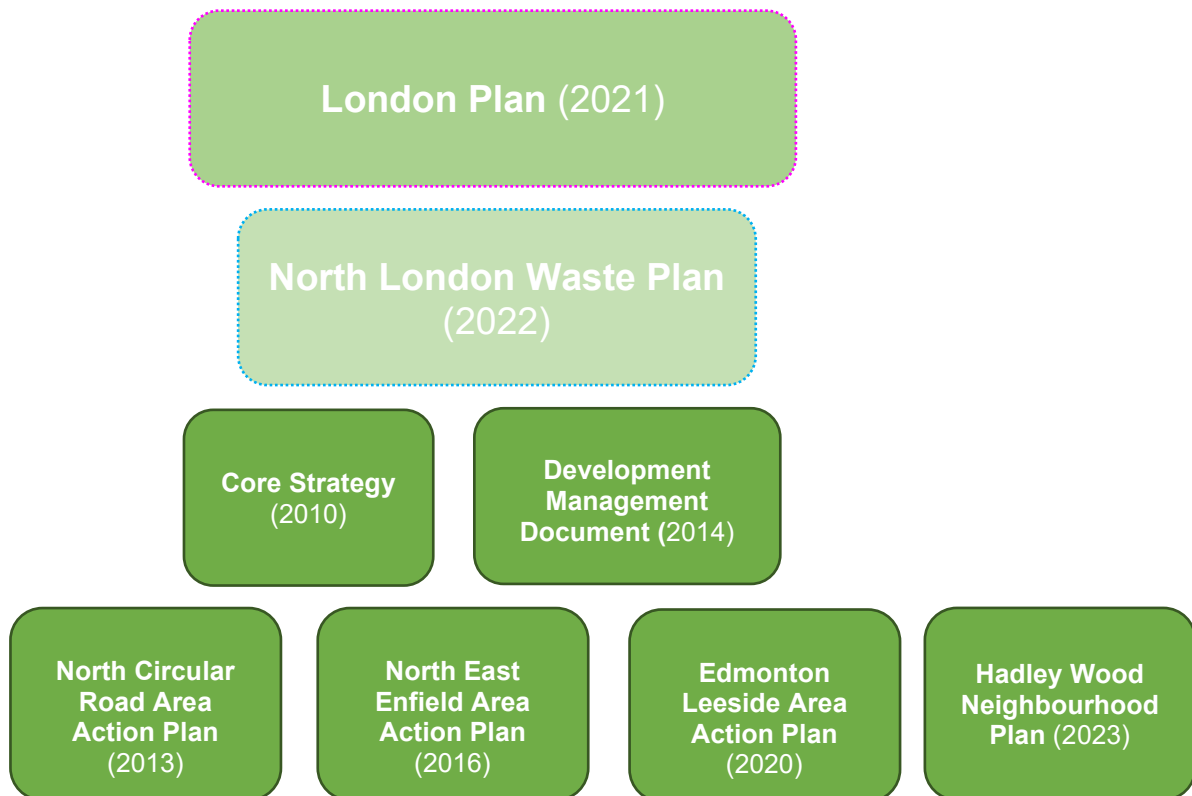 London Plan (2021)
North London Waste Plan
(2022)
Core Strategy
(2010)
Development
Management
Document (2014)
North Circular
Road Area
Action Plan
(2013)
North East
Enfield Area
Action Plan
(2016)
Edmonton
Leeside Area
Action Plan
(2020)
Hadley Wood
Neighbourhood
Plan (2023)